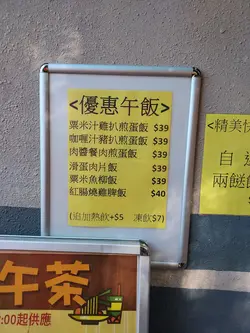 <優惠午飯>
粟米汁雞扒煎蛋飯 $39
咖喱汁豬扒煎蛋飯 $39
肉醬餐肉煎蛋飯 $39
滑蛋肉片飯 $39
粟米魚柳飯 $39
紅腸燒雞脾飯 $40
(追加熱飲+$5 凍飲$7)
<精美
自選
兩餸
午茶
:00起供應